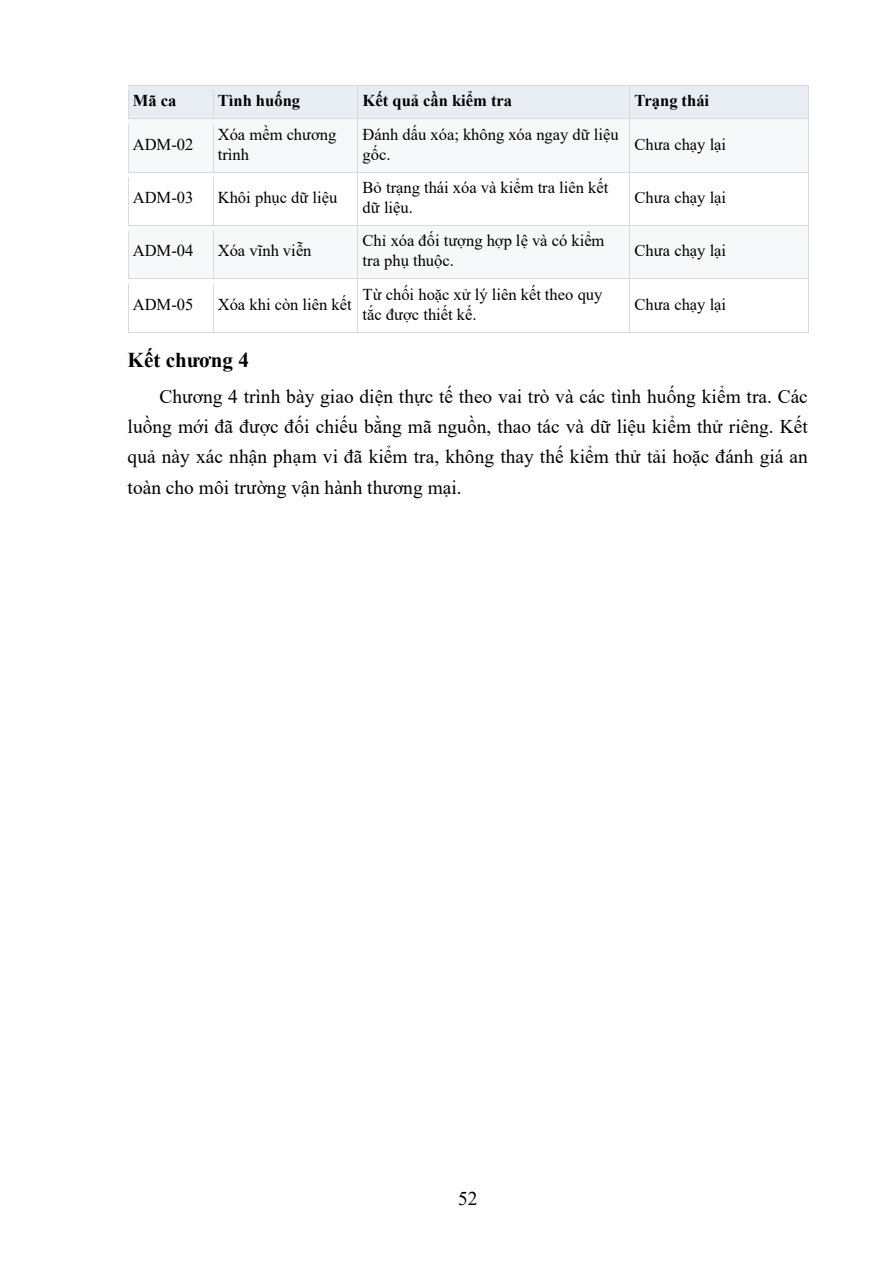 Mã ca Tình huống Kết quả cần kiểm tra Trạng thái
ADM-02 Xóa mềm chương trình Đánh dấu xóa; không xóa ngay dữ liệu gốc. Chưa chạy lại
ADM-03 Khôi phục dữ liệu Bỏ trạng thái xóa và kiểm tra liên kết dữ liệu. Chưa chạy lại
ADM-04 Xóa vĩnh viễn Chỉ xóa đối tượng hợp lệ và có kiểm tra phụ thuộc. Chưa chạy lại
ADM-05 Xóa khi còn liên kết Từ chối hoặc xử lý liên kết theo quy tắc được thiết kế. Chưa chạy lại
Kết chương 4
Chương 4 trình bày giao diện thực tế theo vai trò và các tình huống kiểm tra. Các
luồng mới đã được đối chiếu bằng mã nguồn, thao tác và dữ liệu kiểm thử riêng. Kết
quả này xác nhận phạm vi đã kiểm tra, không thay thế kiểm thử tải hoặc đánh giá an
toàn cho môi trường vận hành thương mại.
52